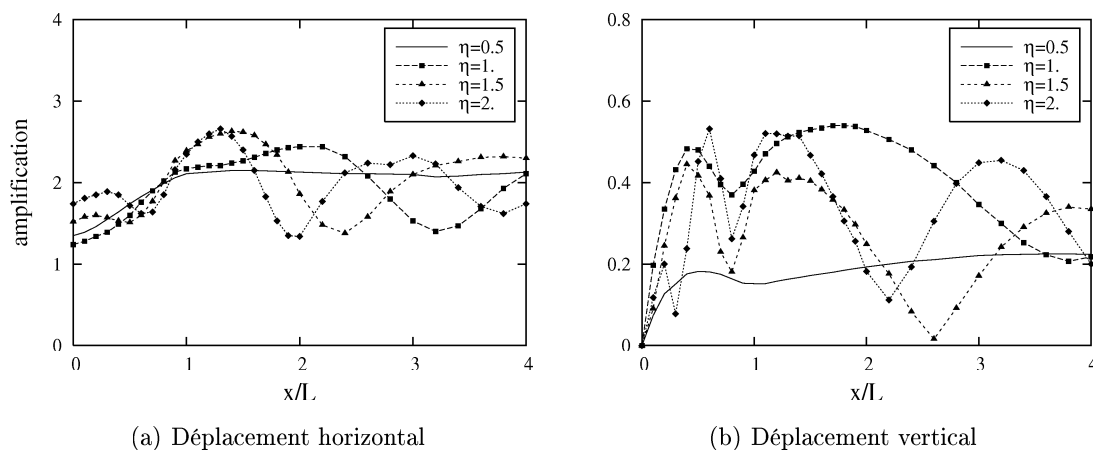 amplification
4
3
2
1
0
0 1 2 3 4
x/L
η=0.5
η=1.
η=1.5
η=2.
(a) Déplacement horizontal
0.8
0.6
0.4
0.2
0
0 1 2 3 4
x/L
η=0.5
η=1.
η=1.5
η=2.
(b) Déplacement vertical